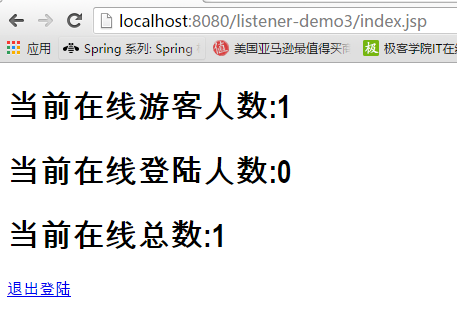 localhost:8080/listener-demo3/index.jsp
应用 Spring 系列: Spring 美国亚马逊最值得买 极客学院IT在线
当前在线游客人数:1
当前在线登陆人数:0
当前在线总数:1
退出登陆